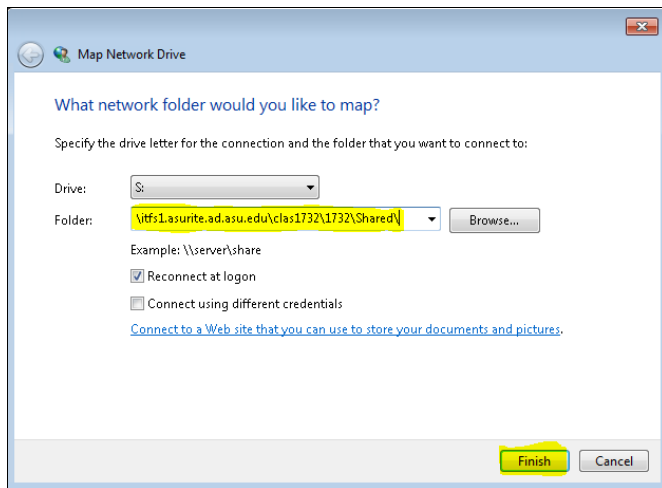 Map Network Drive
What network folder would you like to map?
Specify the drive letter for the connection and the folder that you want to connect to:
Drive: S:
Folder: \itfs1.asurite.ad.asu.edu\clas1732\1732\Shared\ Browse...
Example: \\server\share
Reconnect at logon
Connect using different credentials
Connect to a Web site that you can use to store your documents and pictures.
Finish Cancel